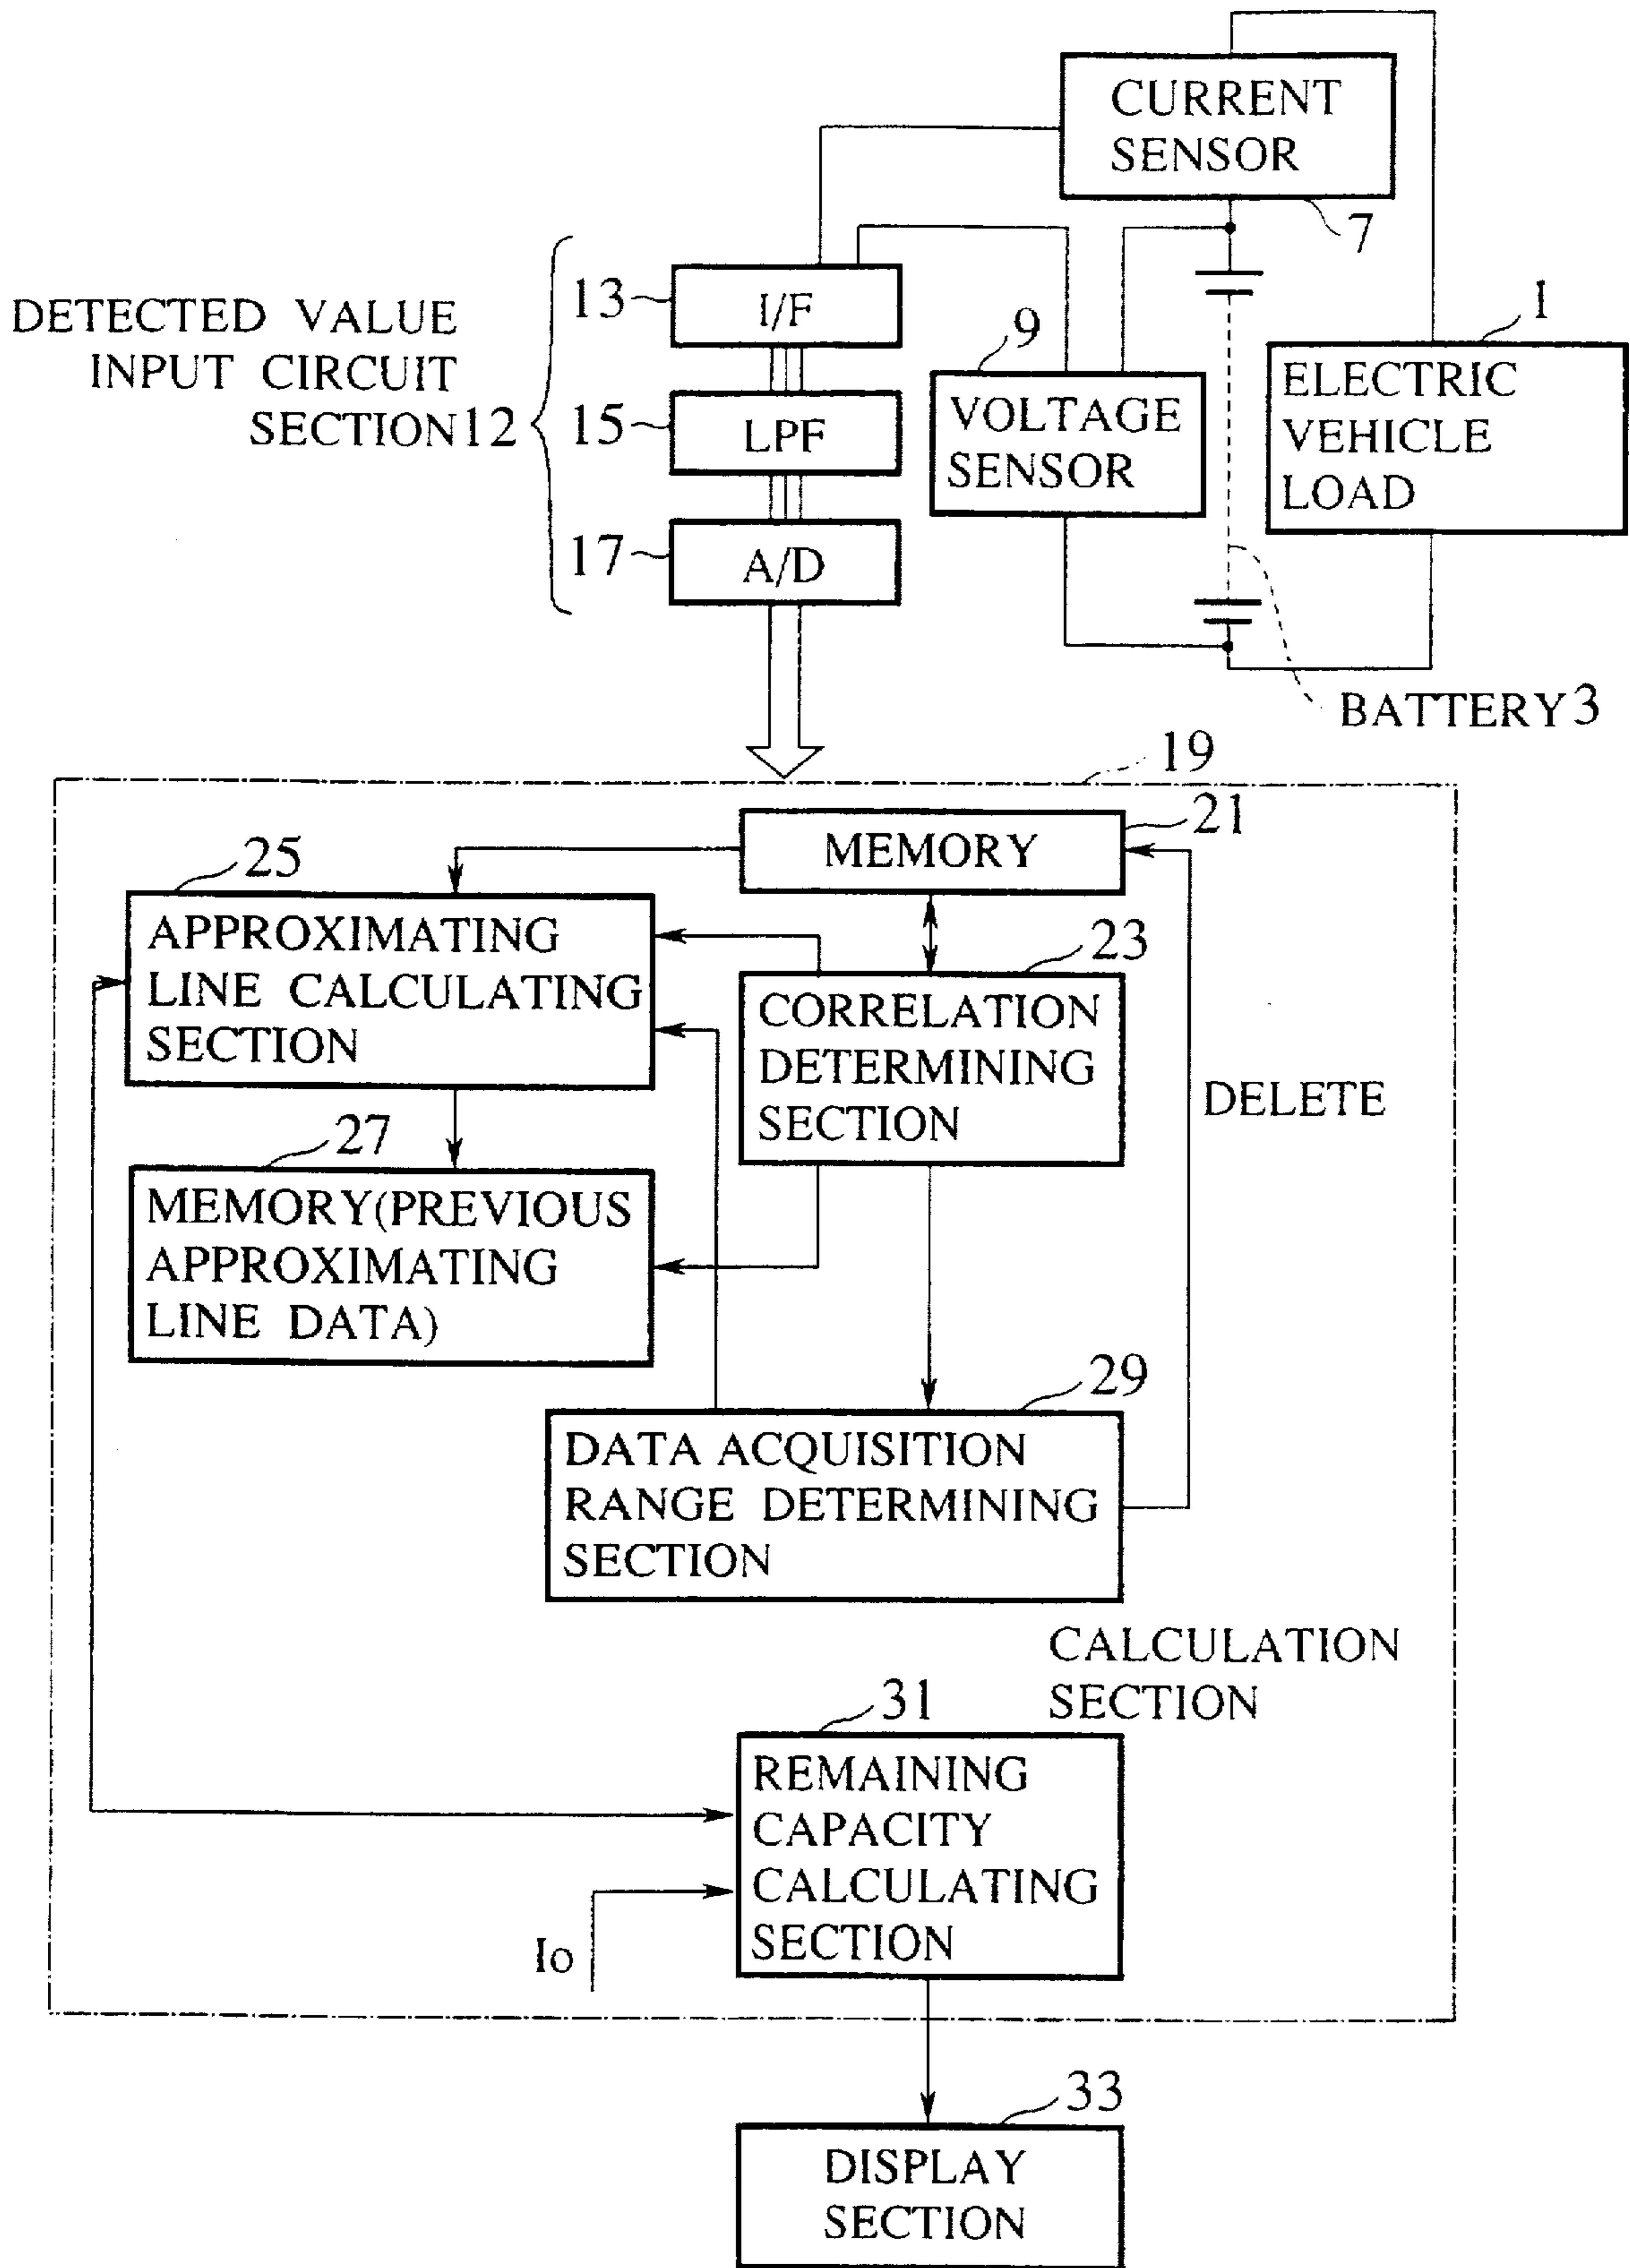 CURRENT
SENSOR
7
DETECTED VALUE
INPUT CIRCUIT
SECTION12
13
I/F
15
LPF
17
A/D
9
VOLTAGE
SENSOR
1
ELECTRIC
VEHICLE
LOAD
BATTERY3
19
21
MEMORY
25
APPROXIMATING
LINE CALCULATING
SECTION
23
CORRELATION
DETERMINING
SECTION
DELETE
27
MEMORY(PREVIOUS
APPROXIMATING
LINE DATA)
29
DATA ACQUISITION
RANGE DETERMINING
SECTION
CALCULATION
SECTION
31
REMAINING
CAPACITY
CALCULATING
SECTION
Io
33
DISPLAY
SECTION